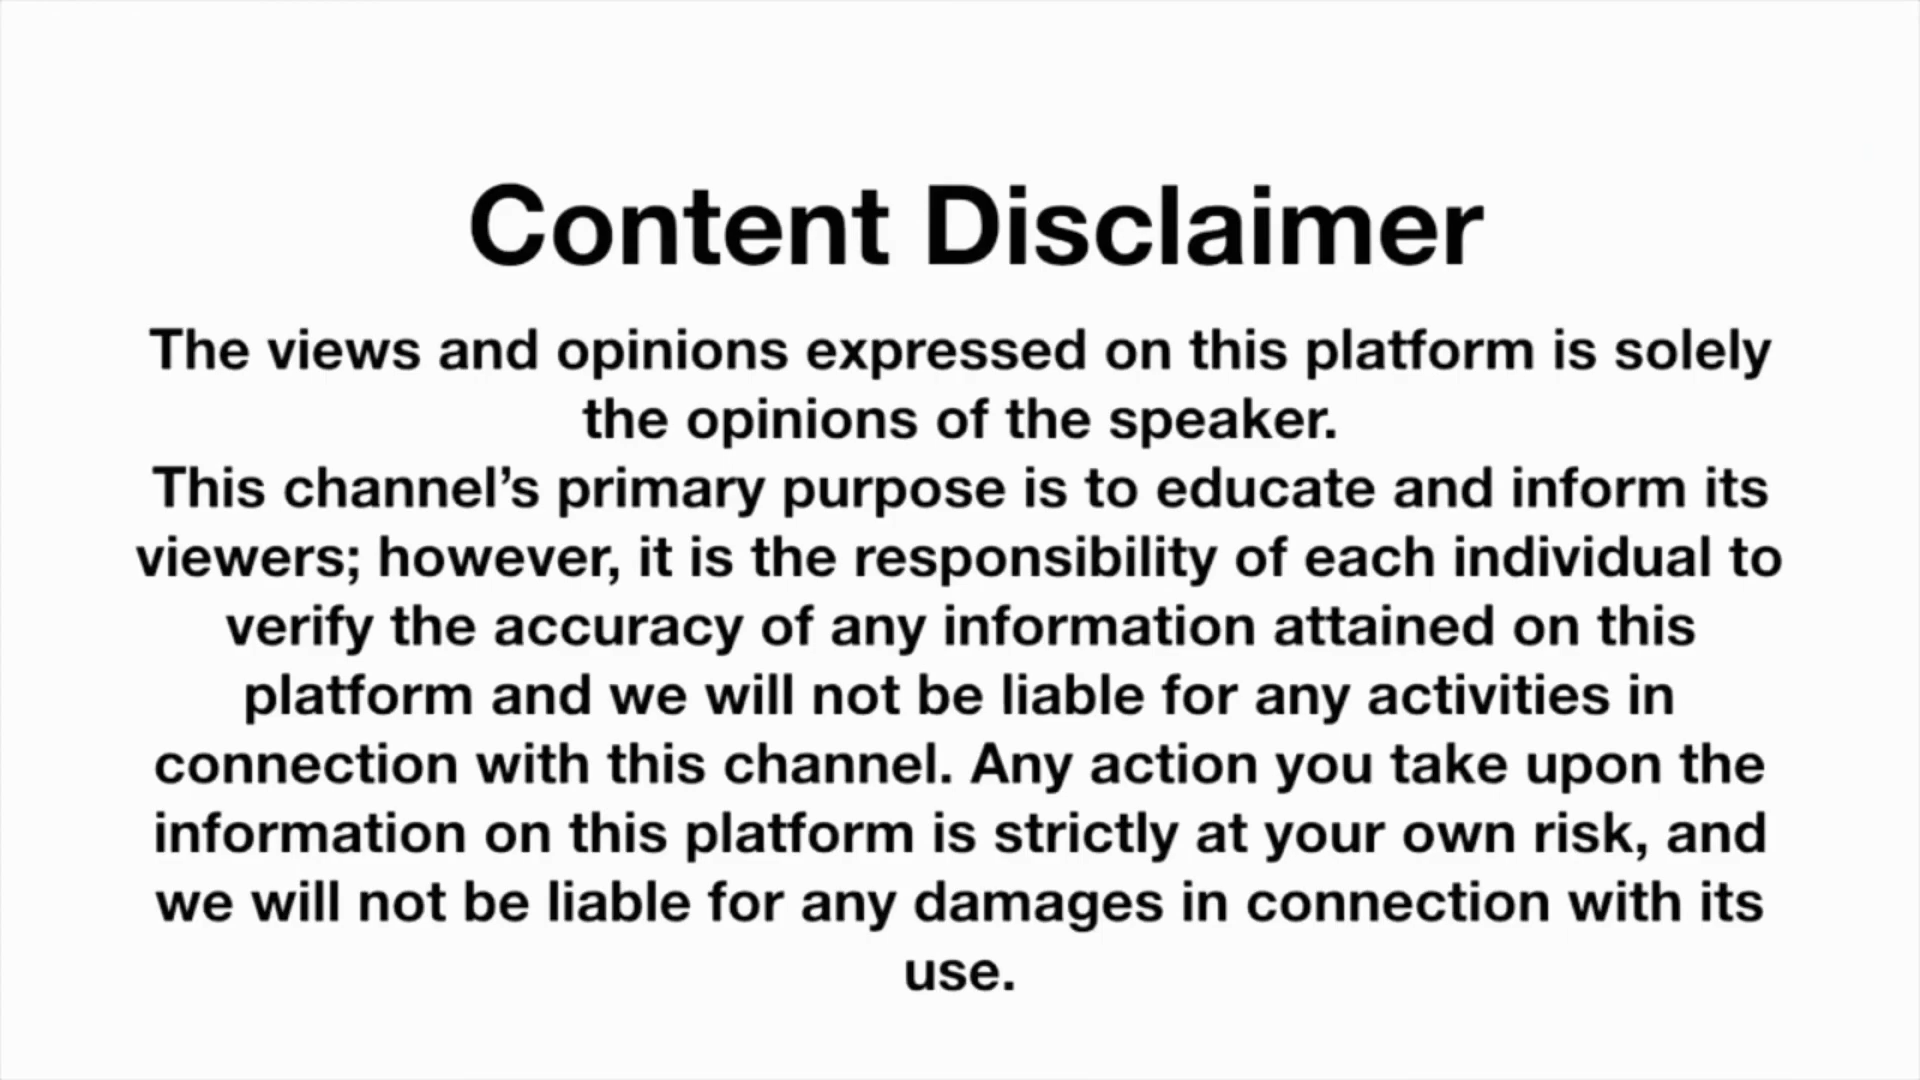 Content Disclaimer
The views and opinions expressed on this platform is solely
the opinions of the speaker.
This channel’s primary purpose is to educate and inform its
viewers; however, it is the responsibility of each individual to
verify the accuracy of any information attained on this
platform and we will not be liable for any activities in
connection with this channel. Any action you take upon the
information on this platform is strictly at your own risk, and
we will not be liable for any damages in connection with its
use.